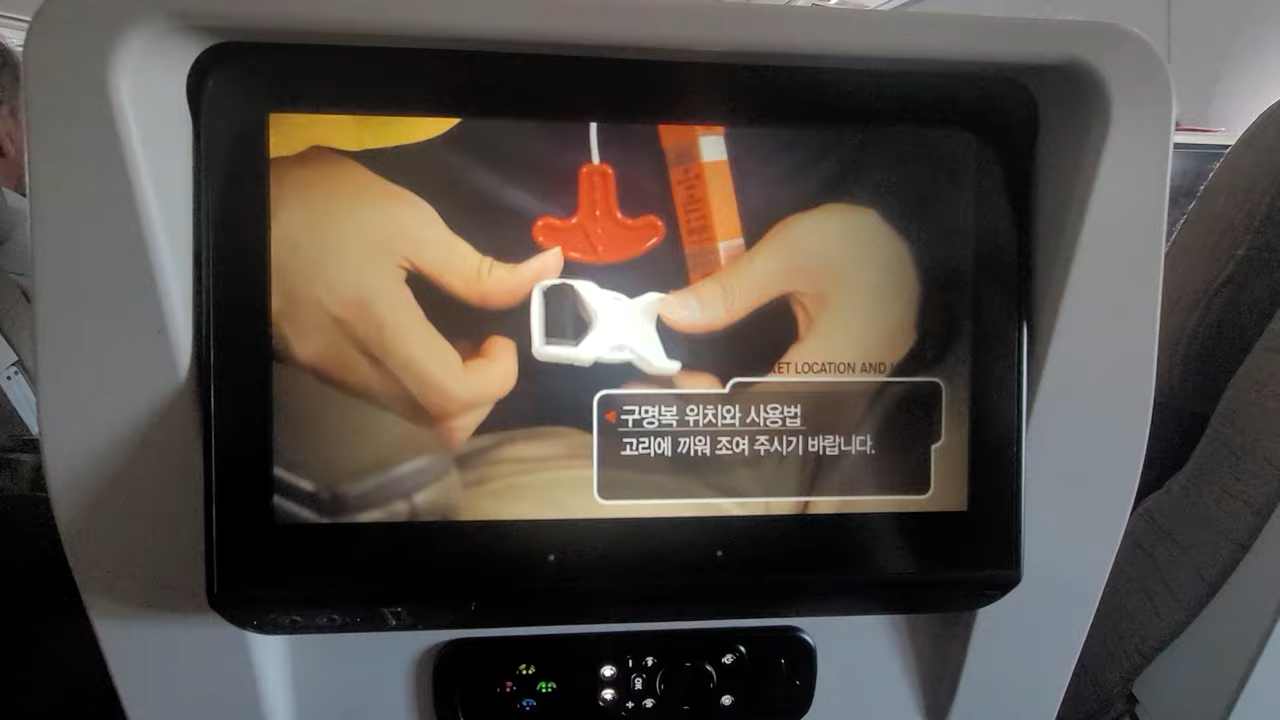 KET LOCATION AND
구명복 위치와 사용법
고리에 끼워 조여 주시기 바랍니다.
OK